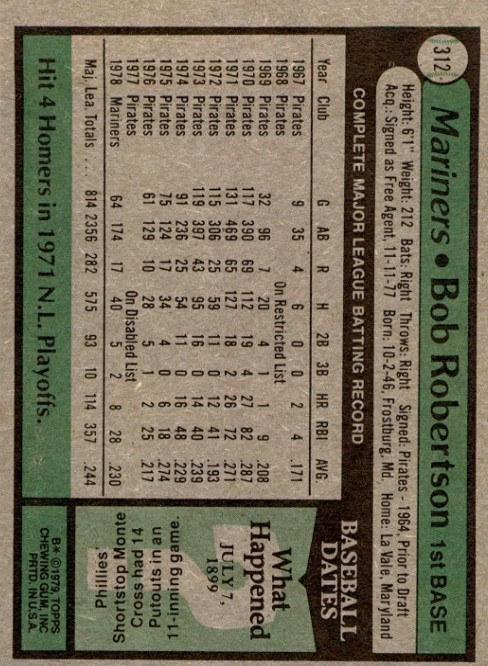 312
Mariners • Bob Robertson 1st BASE
Height: 6'1" Weight: 212 Bats: Right Throws: Right Signed: Pirates - 1964, Prior to Draft
Acq.: Signed as Free Agent, 11-11-77 Born: 10-2-46, Frostburg, Md. Home: La Vale, Maryland
COMPLETE MAJOR LEAGUE BATTING RECORD
Year Club G AB R H 2B 3B HR RBI AVG.
1967 Pirates 9 35 4 6 0 0 2 4 .171
1968 Pirates On Restricted List
1969 Pirates 32 96 7 20 4 1 1 9 .208
1970 Pirates 117 390 69 112 19 4 27 82 .287
1971 Pirates 131 469 65 127 18 2 26 72 .271
1972 Pirates 115 306 25 59 11 0 12 41 .193
1973 Pirates 119 397 43 95 16 0 14 40 .239
1974 Pirates 91 236 25 54 11 0 16 48 .229
1975 Pirates 75 124 17 34 4 0 6 18 .274
1976 Pirates 61 129 10 28 5 1 2 25 .217
1977 Pirates On Disabled List
1978 Mariners 64 174 17 40 5 2 8 28 .230
Maj. Lea. Totals . . . 814 2356 282 575 93 10 114 357 .244
Hit 4 Homers in 1971 N.L. Playoffs.
BASEBALL
DATES
What
Happened
JULY 7,
1899
Shortstop Monte
Cross had 14
Putouts in an
11-inning game.
Phillies
B* ©1979, TOPPS
CHEWING GUM, INC
PRTD. IN U.S.A.